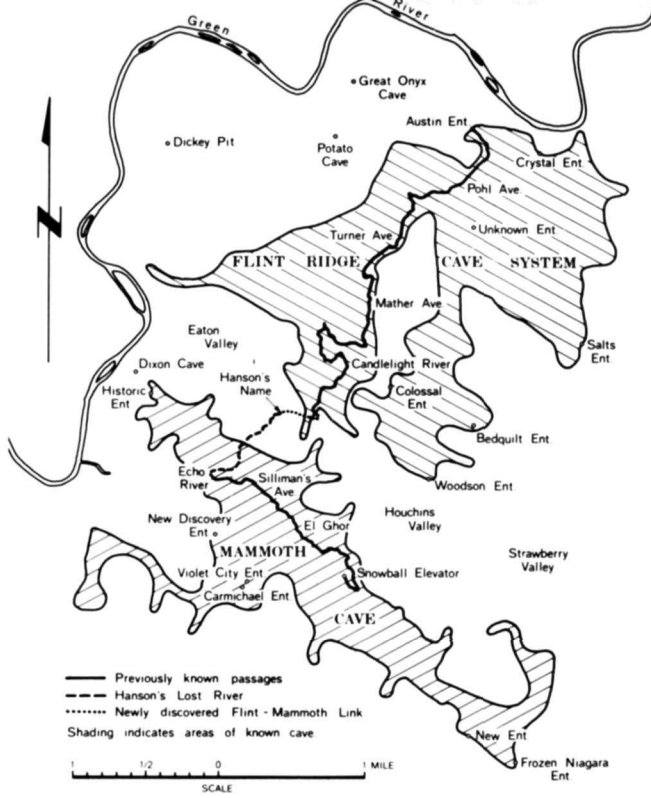 Green
River
Great Onyx
Cave
Austin Ent.
Dickey Pit
Potato
Cave
Crystal Ent.
Pohl Ave.
Unknown Ent.
Turner Ave.
FLINT RIDGE CAVE SYSTEM
N
Mather Ave.
Eaton
Valley
Salts
Ent.
Dixon Cave
Candlelight River
Hanson's
Name
Historic
Ent
Colossal
Ent.
Bedquilt Ent.
Echo
River
Silliman's
Ave.
Woodson Ent.
Houchins
Valley
New Discovery
Ent
El Ghor
MAMMOTH
Strawberry
Valley
Violet City Ent.
Snowball Elevator
Carmichael Ent.
CAVE
Previously known passages
Hanson's Lost River
Newly discovered Flint - Mammoth Link
Shading indicates areas of known cave
New Ent.
Frozen Niagara
Ent.
1 1/2 0 1 MILE
SCALE